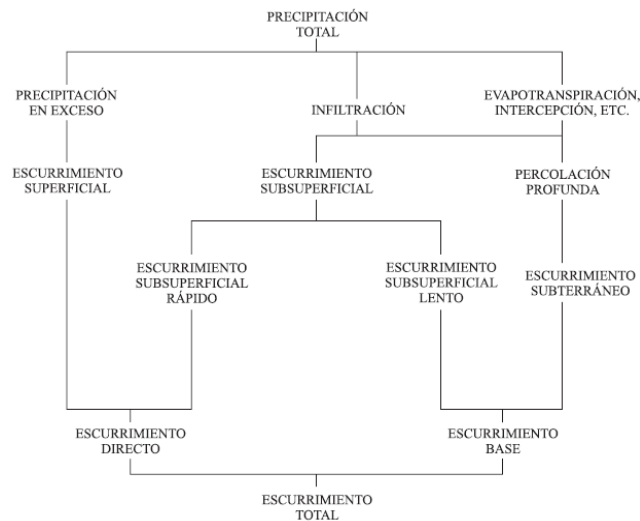 PRECIPITACIÓN
TOTAL
PRECIPITACIÓN
EN EXCESO
INFILTRACIÓN
EVAPOTRANSPIRACIÓN,
INTERCEPCIÓN, ETC.
ESCURRIMIENTO
SUPERFICIAL
ESCURRIMIENTO
SUBSUPERFICIAL
PERCOLACIÓN
PROFUNDA
ESCURRIMIENTO
SUBSUPERFICIAL
RÁPIDO
ESCURRIMIENTO
SUBSUPERFICIAL
LENTO
ESCURRIMIENTO
SUBTERRÁNEO
ESCURRIMIENTO
DIRECTO
ESCURRIMIENTO
BASE
ESCURRIMIENTO
TOTAL